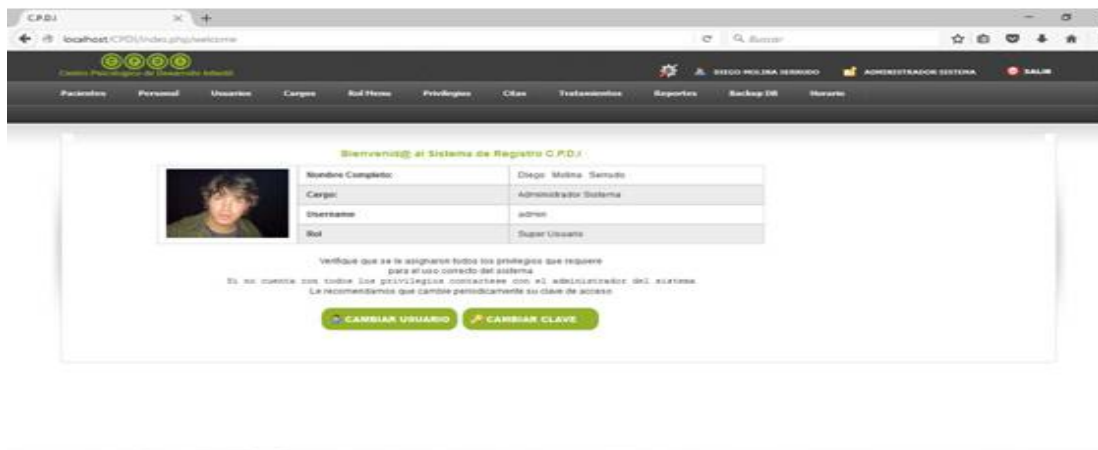 C.P.D.I
localhost/CPDI/index.php/welcome
Buscar
Centro Psicologico de Desarrollo Infantil
DIEGO MOLINA SERRUDO
ADMINISTRADOR SISTEMA
SALIR
Pacientes Personal Usuarios Cargos Rol Menu Privilegios Citas Tratamientos Reportes Backup DB Horario
Bienvenid@ al Sistema de Registro C.P.D.I
Nombre Completo: Diego Molina Serrudo
Cargo: Administrador Sistema
Username admin
Rol Super Usuario
Verifique que se le asignaron todos los privilegios que requiere
para el uso correcto del sistema
Si no cuenta con todos los privilegios contactese con el administrador del sistema
Le recomendamos que cambie periodicamente su clave de acceso
CAMBIAR USUARIO CAMBIAR CLAVE